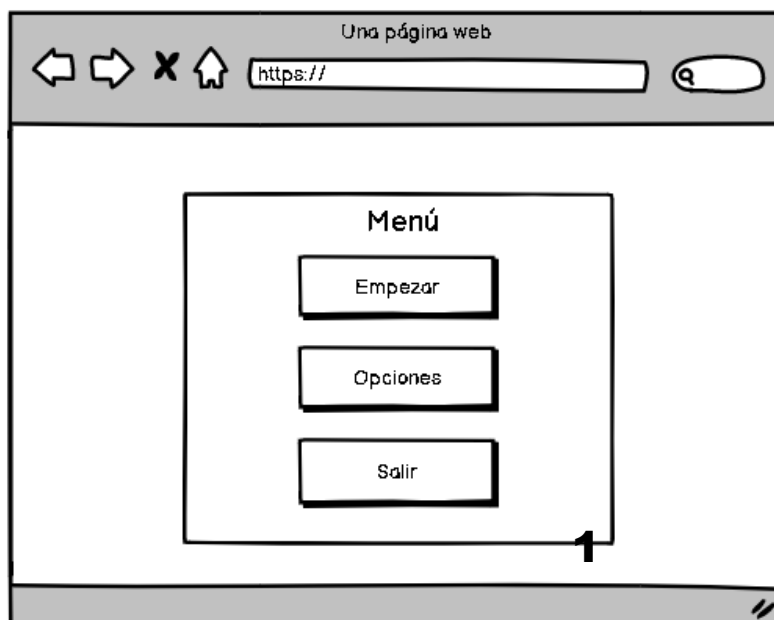 Una página web
https://
Menú
Empezar
Opciones
Salir
1